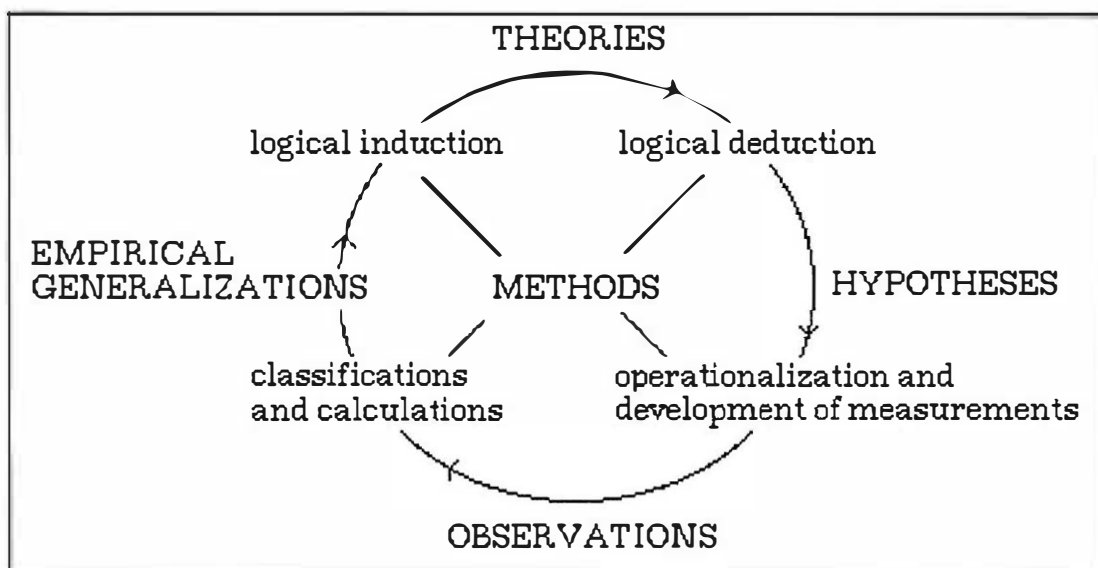 THEORIES
logical induction
logical deduction
EMPIRICAL
GENERALIZATIONS
METHODS
HYPOTHESES
classifications
and calculations
operationalization and
development of measurements
OBSERVATIONS